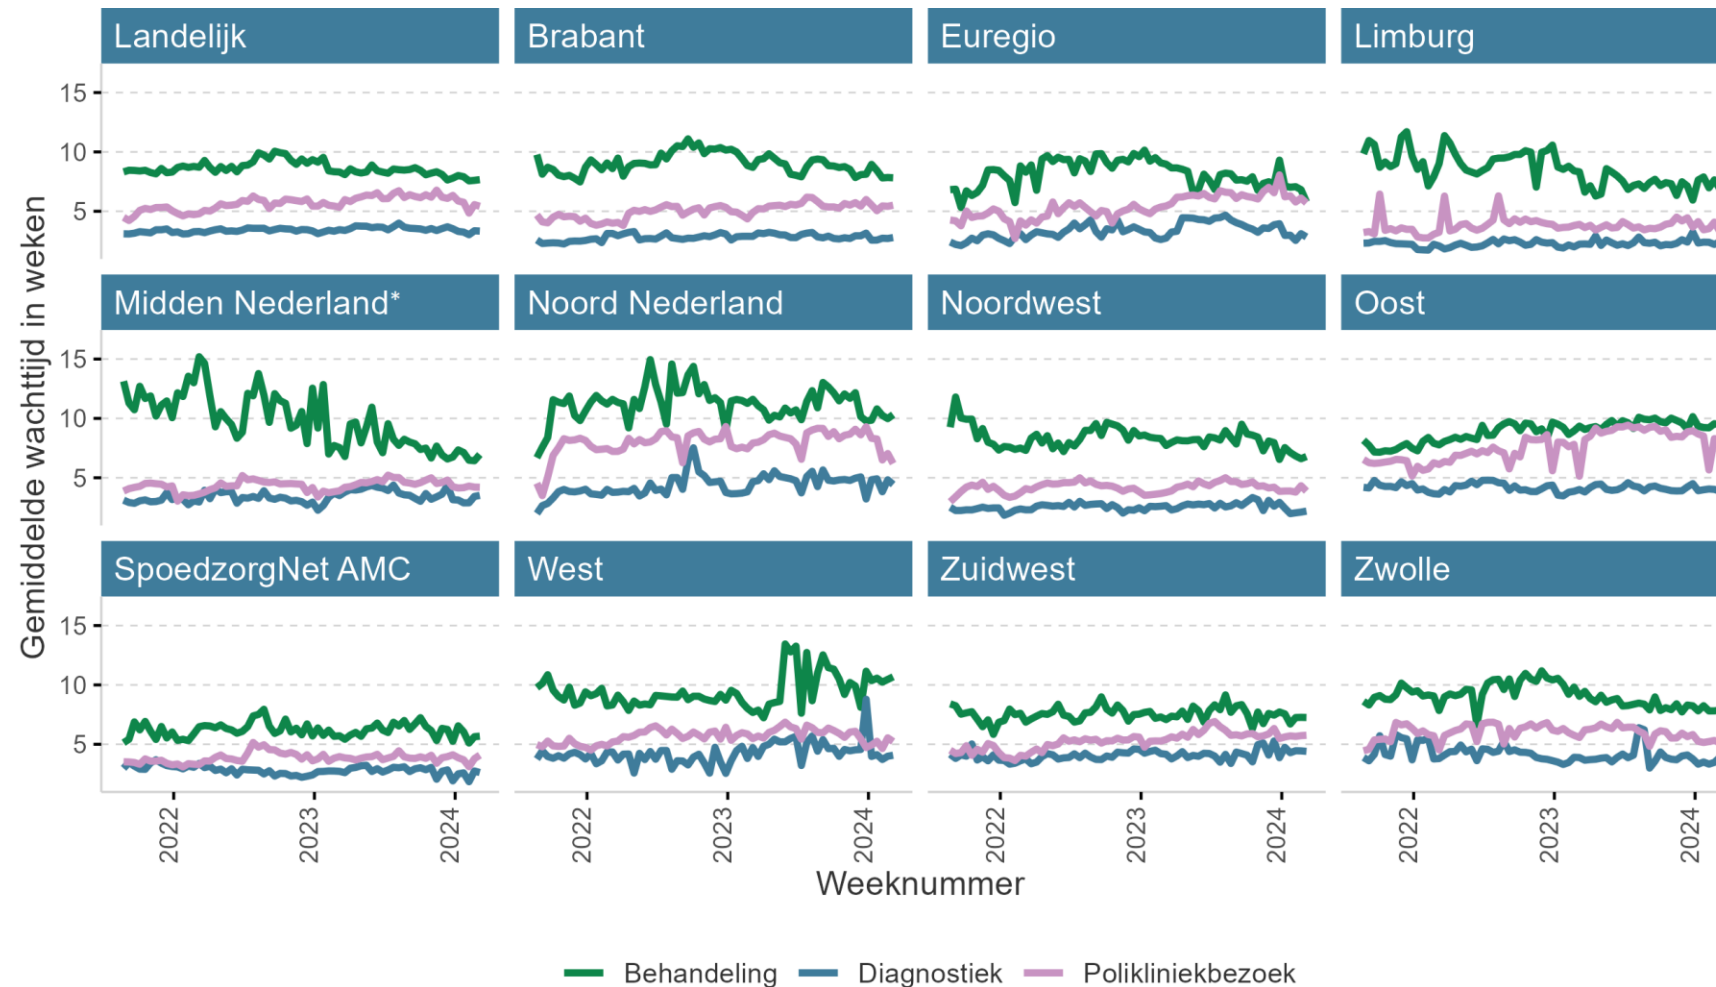 Landelijk
Brabant
Euregio
Limburg
15
10
5
Midden Nederland*
Noord Nederland
Noordwest
Oost
15
10
5
SpoedzorgNet AMC
West
Zuidwest
Zwolle
15
10
5
Gemiddelde wachttijd in weken
2022
2023
2024
2022
2023
2024
2022
2023
2024
2022
2023
2024
Weeknummer
Behandeling
Diagnostiek
Polikliniekbezoek